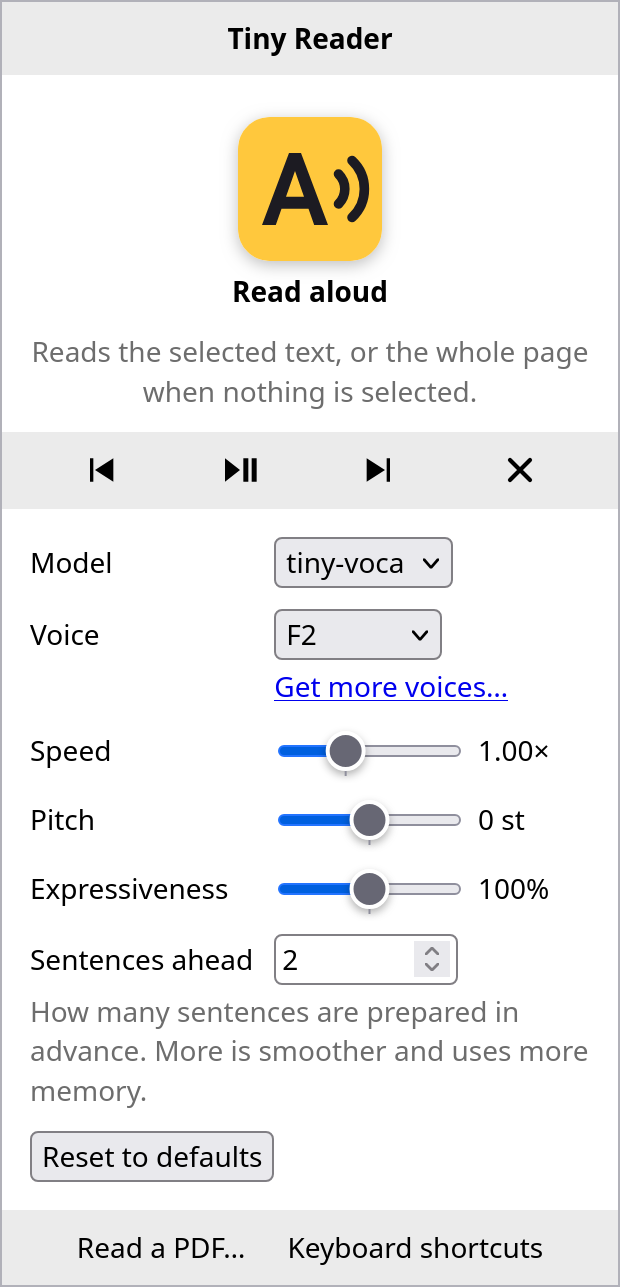 Tiny Reader
A
Read aloud
Reads the selected text, or the whole page
when nothing is selected.
Model
tiny-voca
Voice
F2
Get more voices...
Speed
1.00×
Pitch
0 st
Expressiveness
100%
Sentences ahead
2
How many sentences are prepared in
advance. More is smoother and uses more
memory.
Reset to defaults
Read a PDF... Keyboard shortcuts